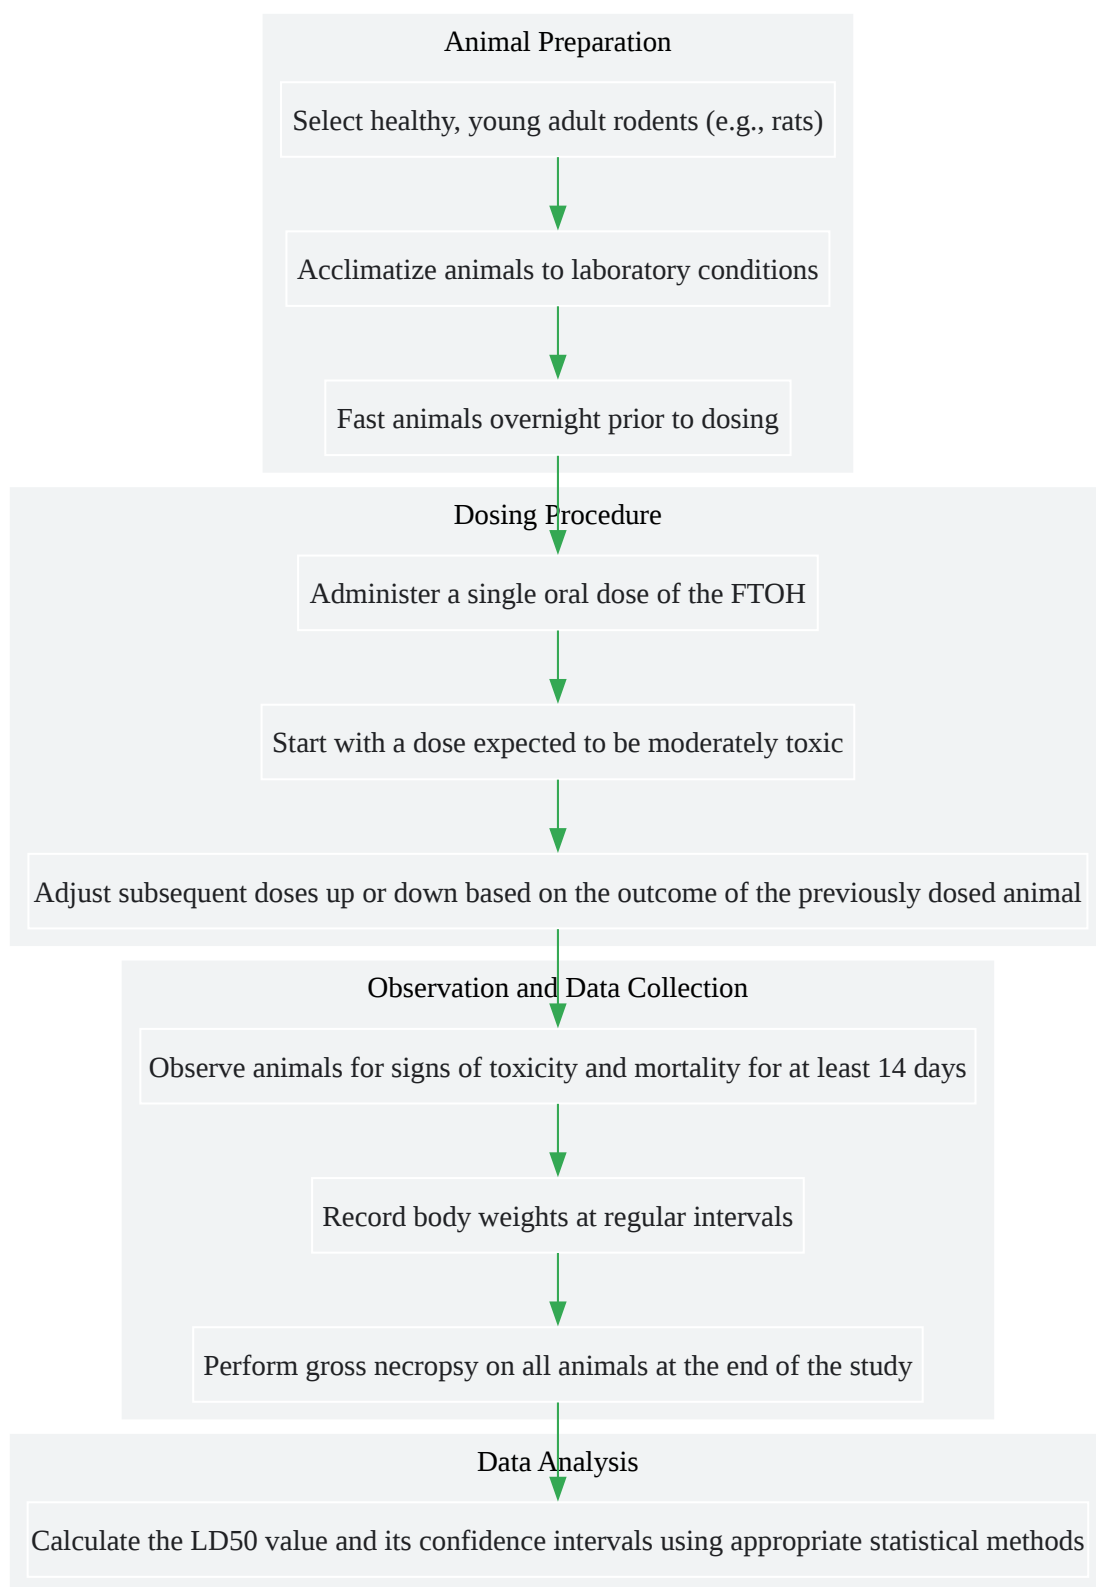 Animal Preparation
Select healthy, young adult rodents (e.g., rats)
Acclimatize animals to laboratory conditions
Fast animals overnight prior to dosing
Dosing Procedure
Administer a single oral dose of the FTOH
Start with a dose expected to be moderately toxic
Adjust subsequent doses up or down based on the outcome of the previously dosed animal
Observation and Data Collection
Observe animals for signs of toxicity and mortality for at least 14 days
Record body weights at regular intervals
Perform gross necropsy on all animals at the end of the study
Data Analysis
Calculate the LD50 value and its confidence intervals using appropriate statistical methods